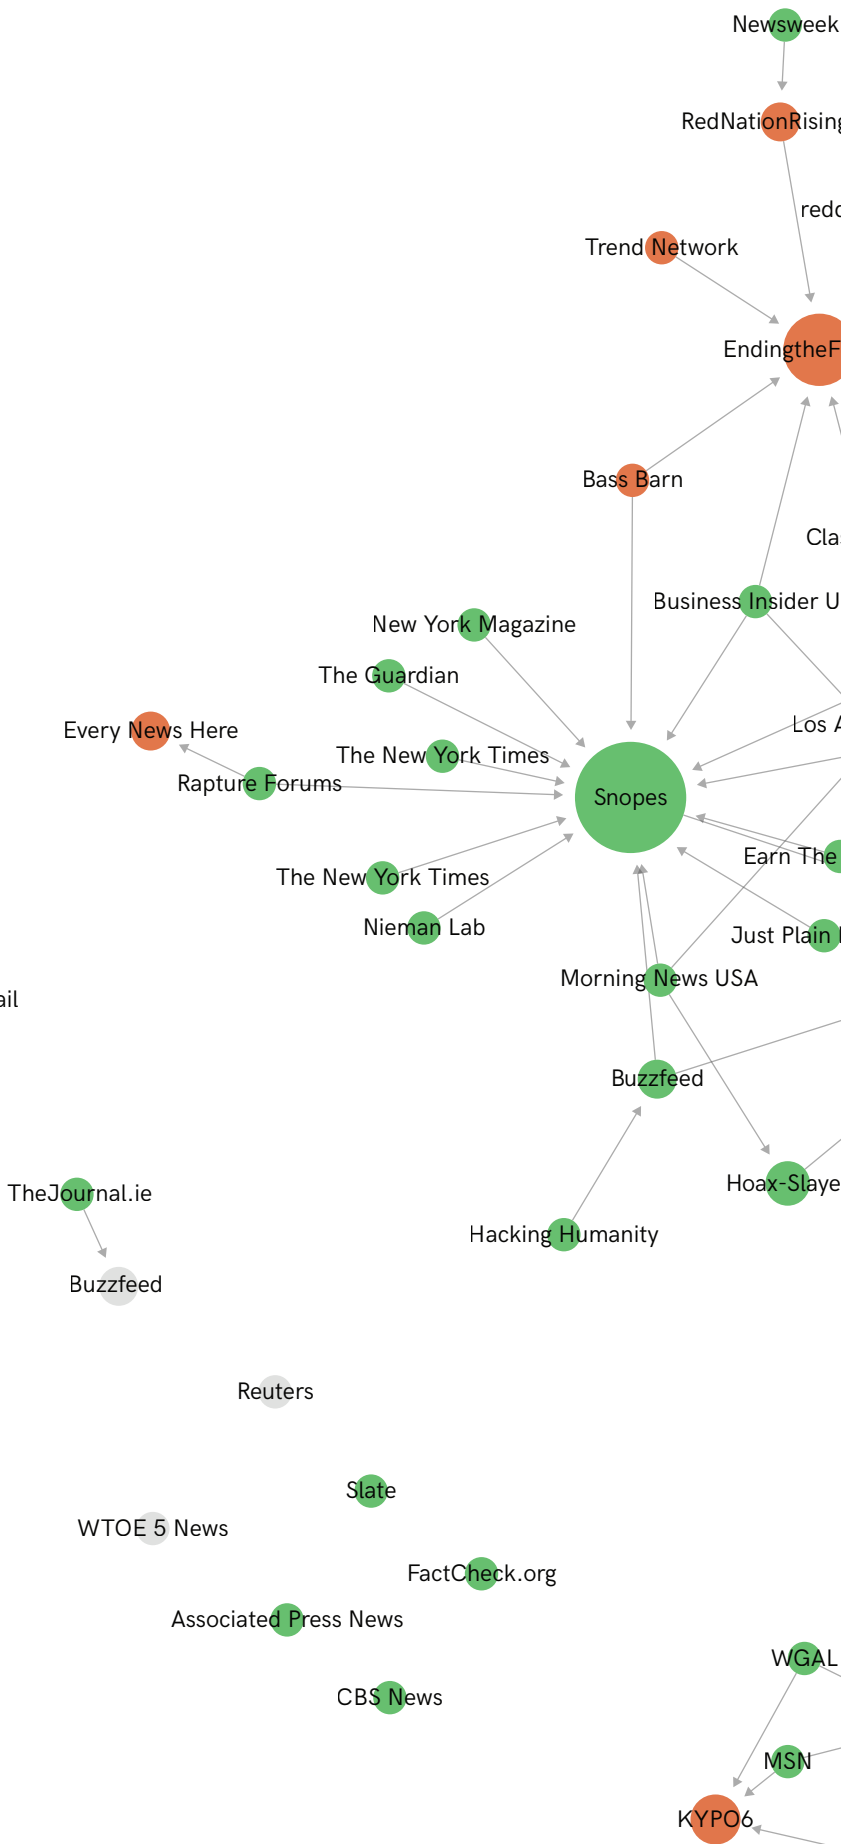 Newsweek
RedNationRising
redd
Trend Network
EndingtheF
Bass Barn
Cla
Business Insider U
New York Magazine
The Guardian
Los A
Every News Here
The New York Times
Rapture Forums
Snopes
Earn The
The New York Times
Nieman Lab
Just Plain
Morning News USA
ail
Buzzfeed
Hoax-Slaye
TheJournal.ie
Hacking Humanity
Buzzfeed
Reuters
Slate
WTOE 5 News
FactCheck.org
Associated Press News
WGAL
CBS News
MSN
KYPO6